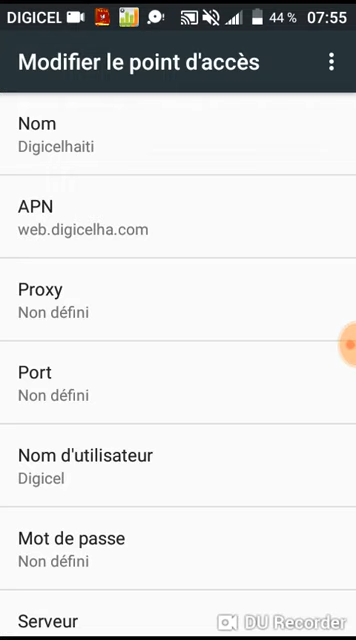 DIGICEL 44 % 07:55
Modifier le point d'accès
Nom
Digicelhaiti
APN
web.digicelha.com
Proxy
Non défini
Port
Non défini
Nom d'utilisateur
Digicel
Mot de passe
Non défini
Serveur
DU Recorder